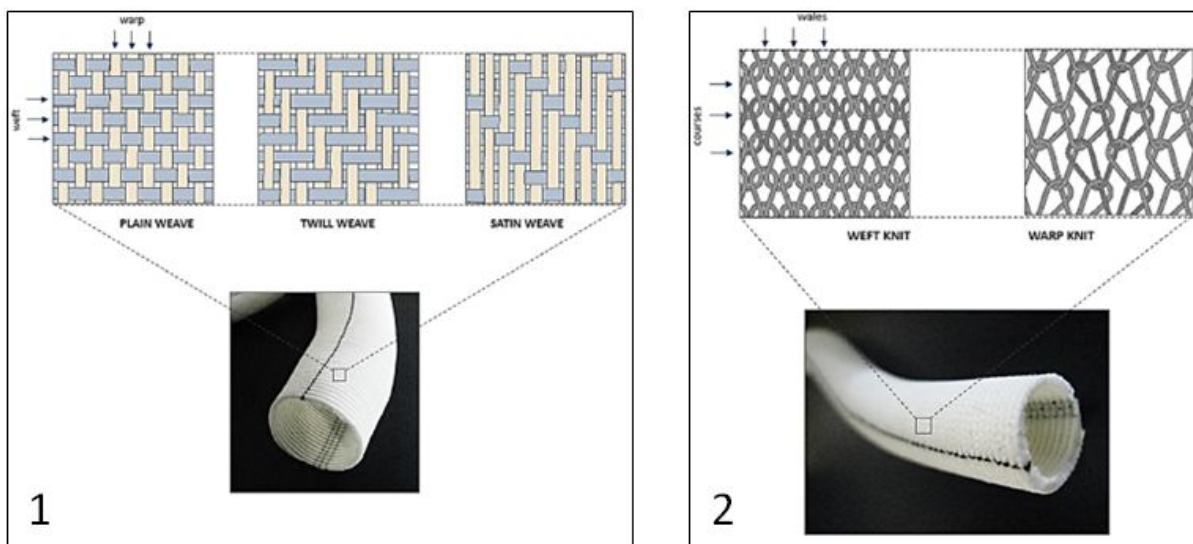 warp
weft
PLAIN WEAVE
TWILL WEAVE
SATIN WEAVE
1
wales
courses
WEFT KNIT
WARP KNIT
2